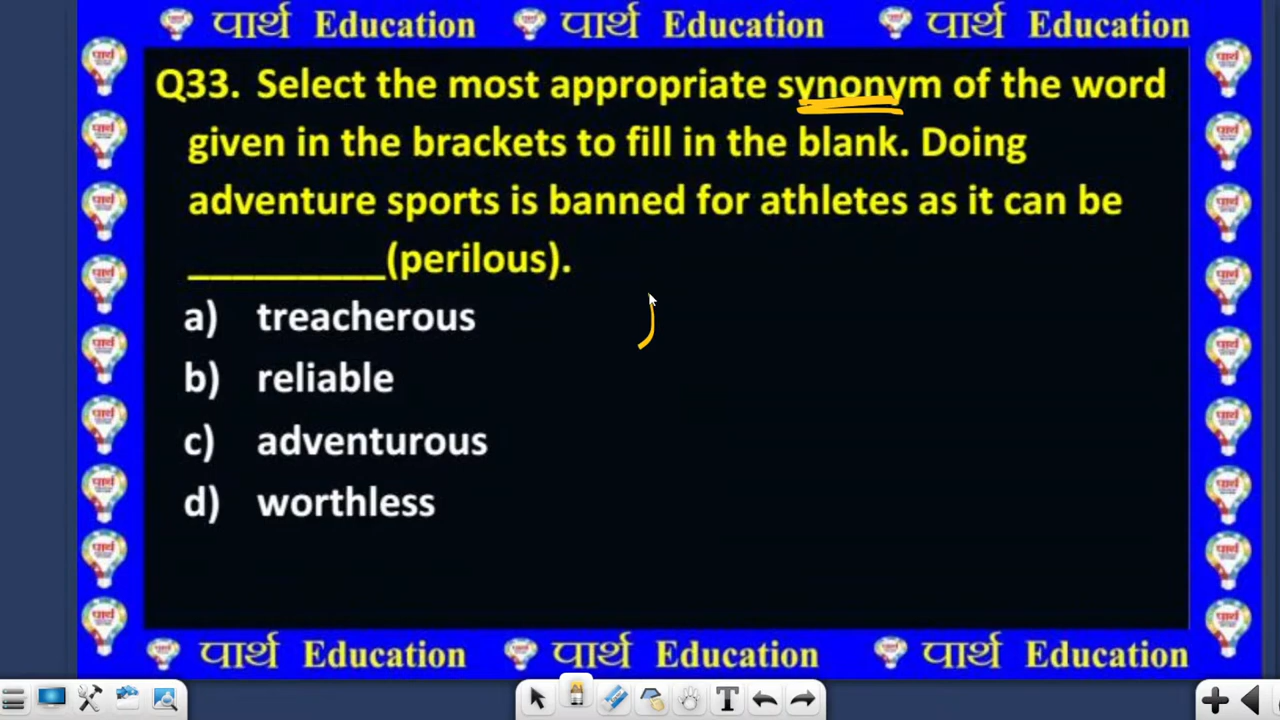 पार्थ Education पार्थ Education पार्थ Education
Q33. Select the most appropriate synonym of the word
given in the brackets to fill in the blank. Doing
adventure sports is banned for athletes as it can be
_________(perilous).
a) treacherous
b) reliable
c) adventurous
d) worthless
पार्थ Education पार्थ Education पार्थ Education